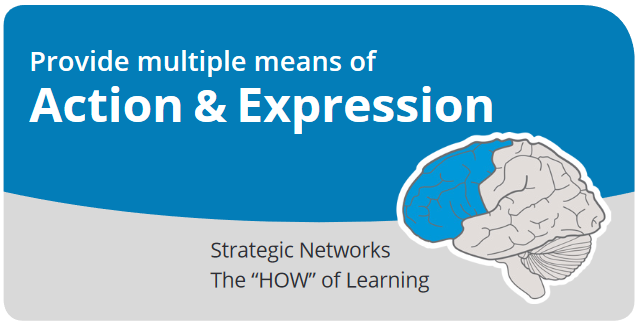 Provide multiple means of
Action & Expression
Strategic Networks
The “HOW” of Learning